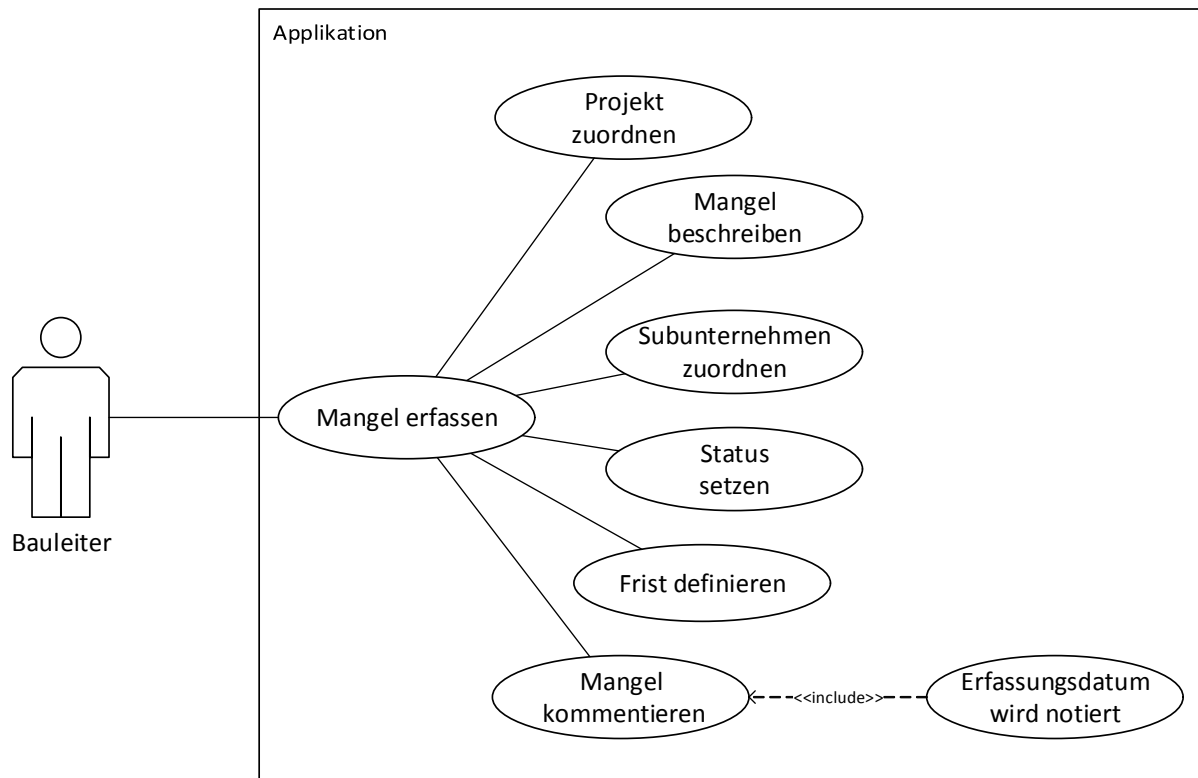 Applikation
Projekt
zuordnen
Mangel
beschreiben
Subunternehmen
zuordnen
Mangel erfassen
Status
setzen
Bauleiter
Frist definieren
Mangel
kommentieren
<<include>>
Erfassungsdatum
wird notiert